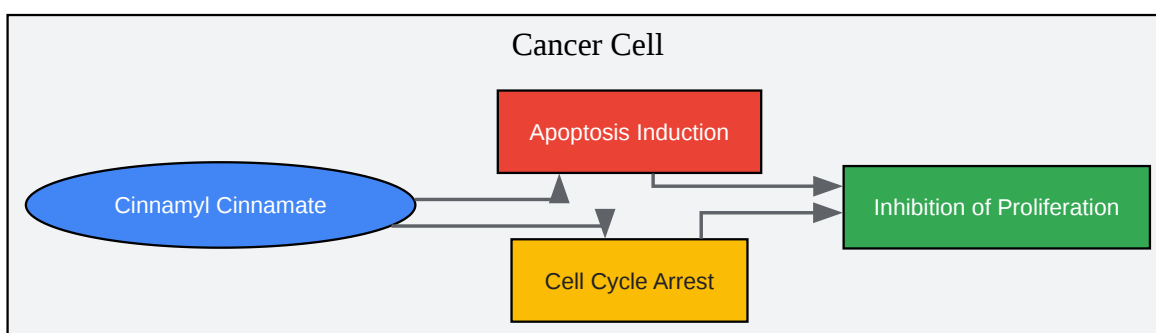 Cancer Cell
Apoptosis Induction
Cinnamyl Cinnamate
Inhibition of Proliferation
Cell Cycle Arrest